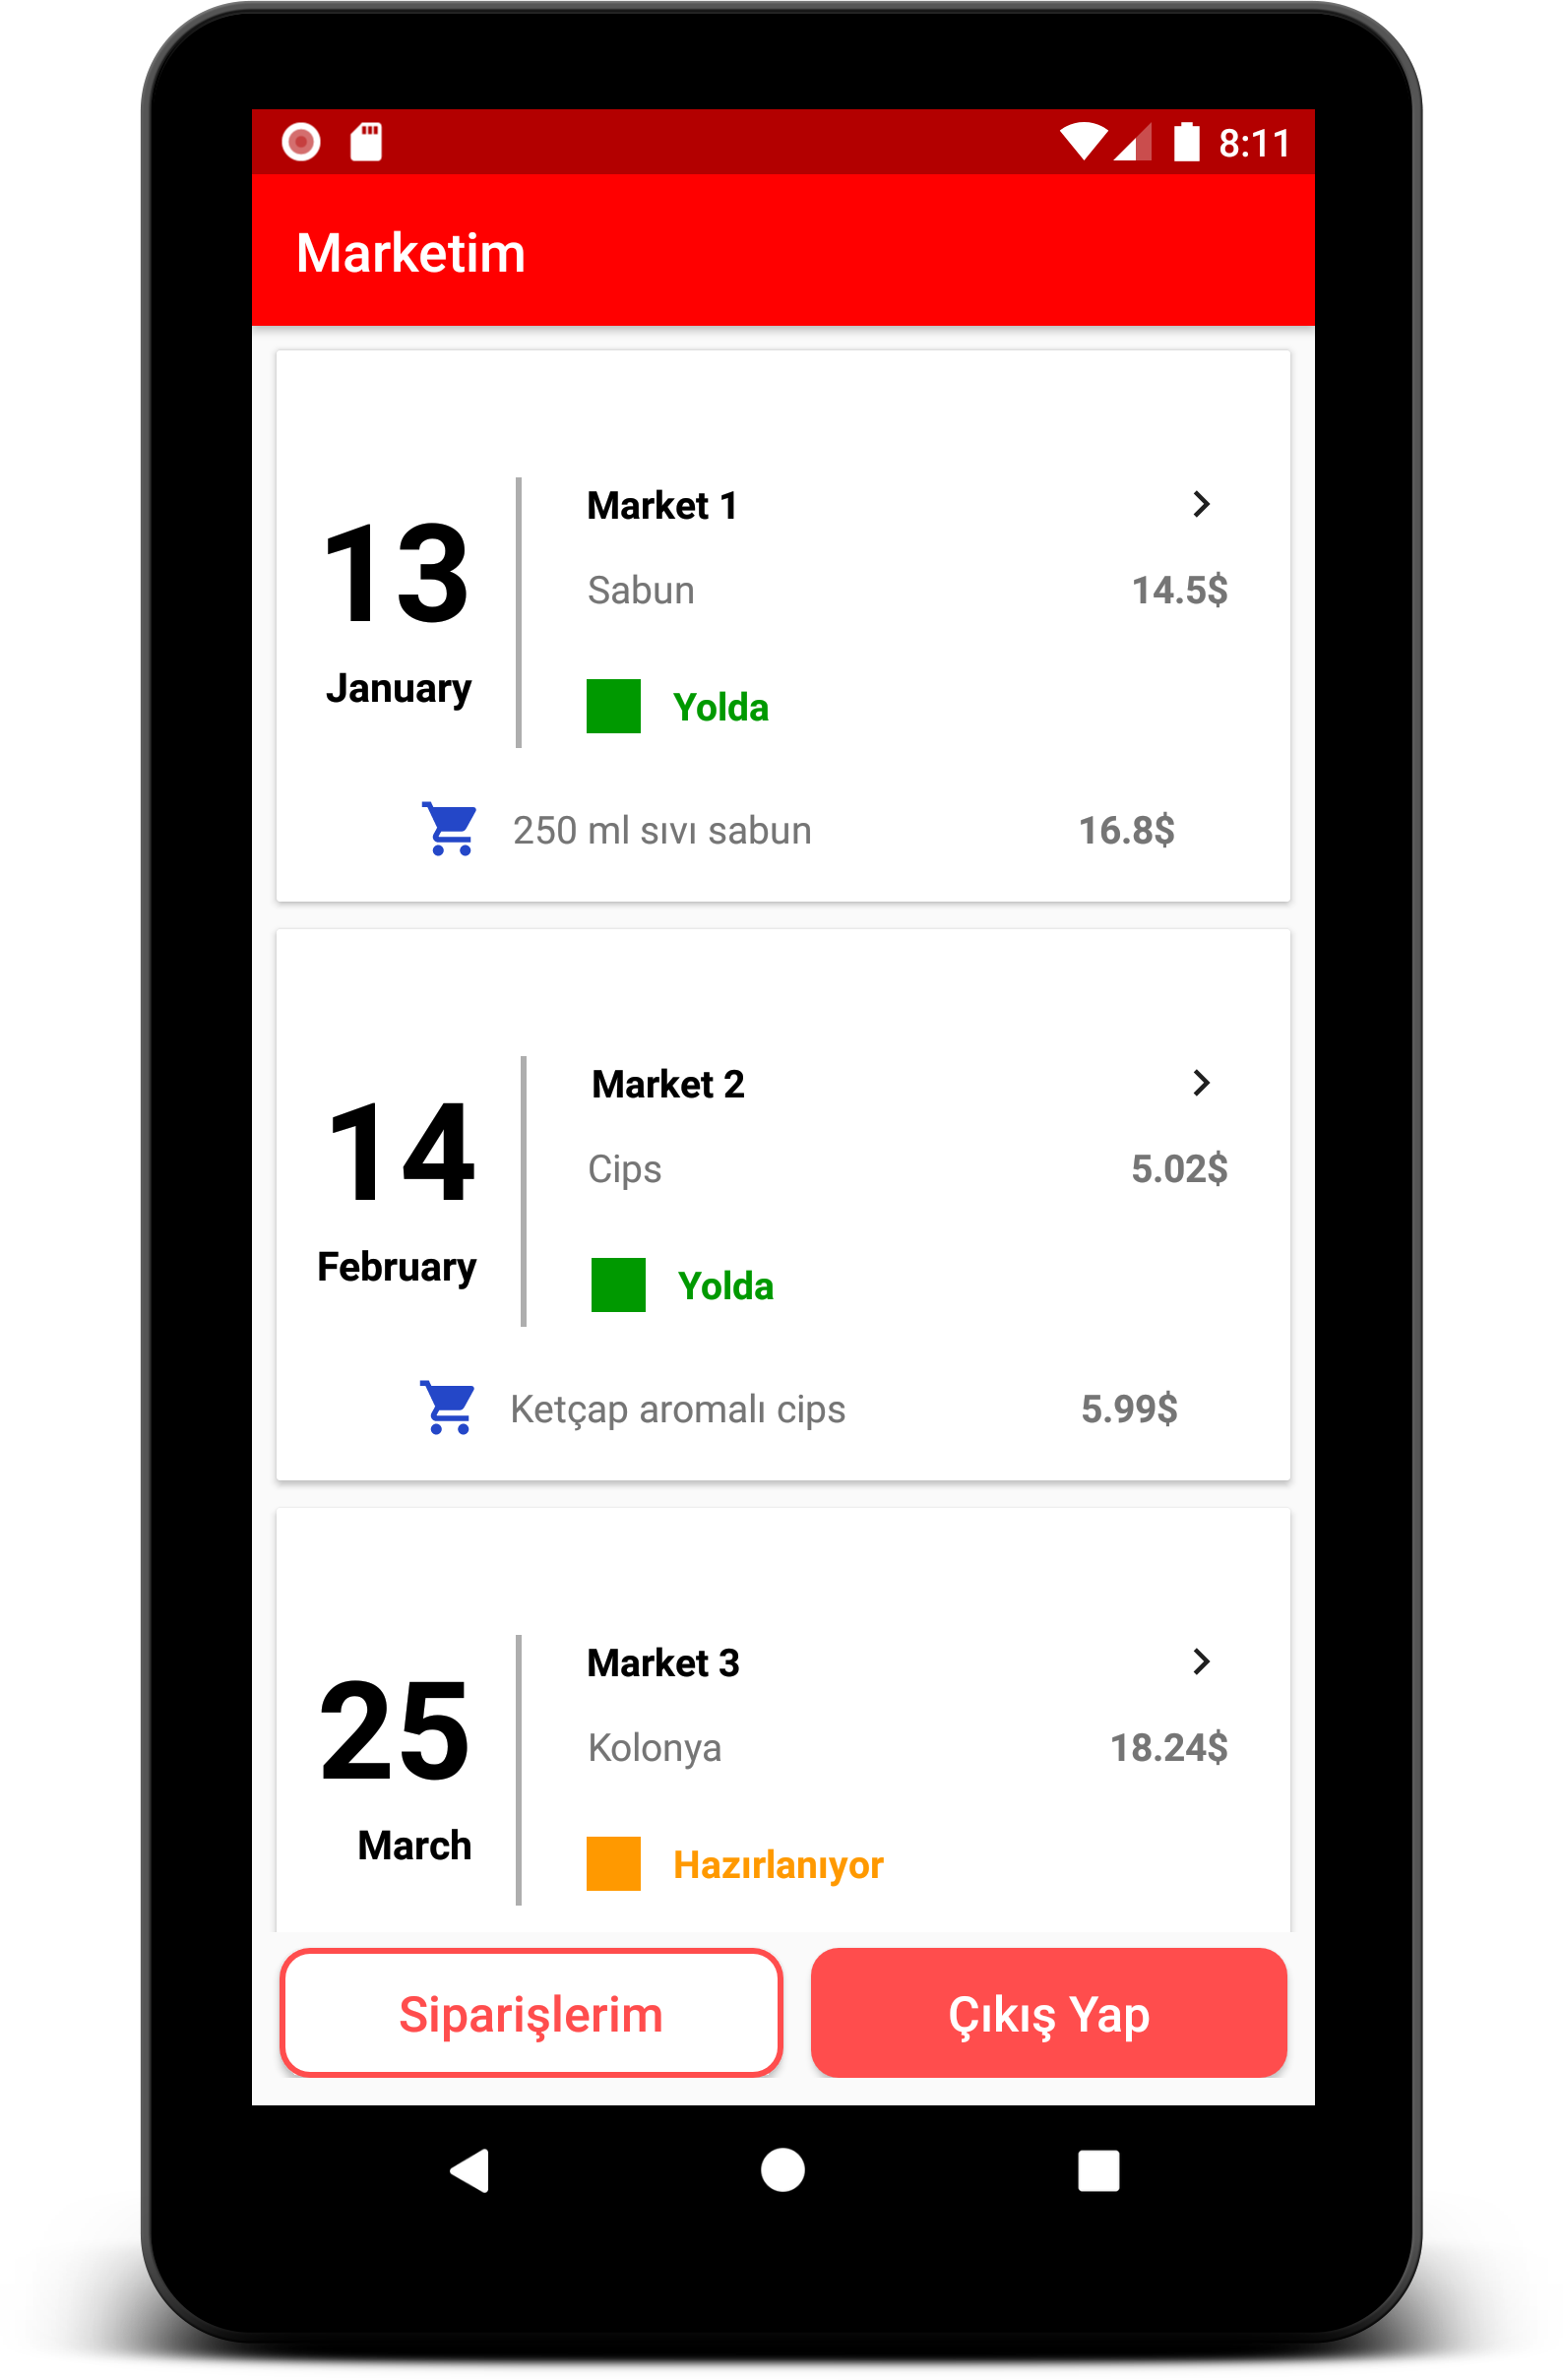 8:11
Marketim
13
January
Market 1
Sabun 14.5$
Yolda
250 ml sıvı sabun 16.8$
14
February
Market 2
Cips 5.02$
Yolda
Ketçap aromalı cips 5.99$
25
March
Market 3
Kolonya 18.24$
Hazırlanıyor
Siparişlerim Çıkış Yap